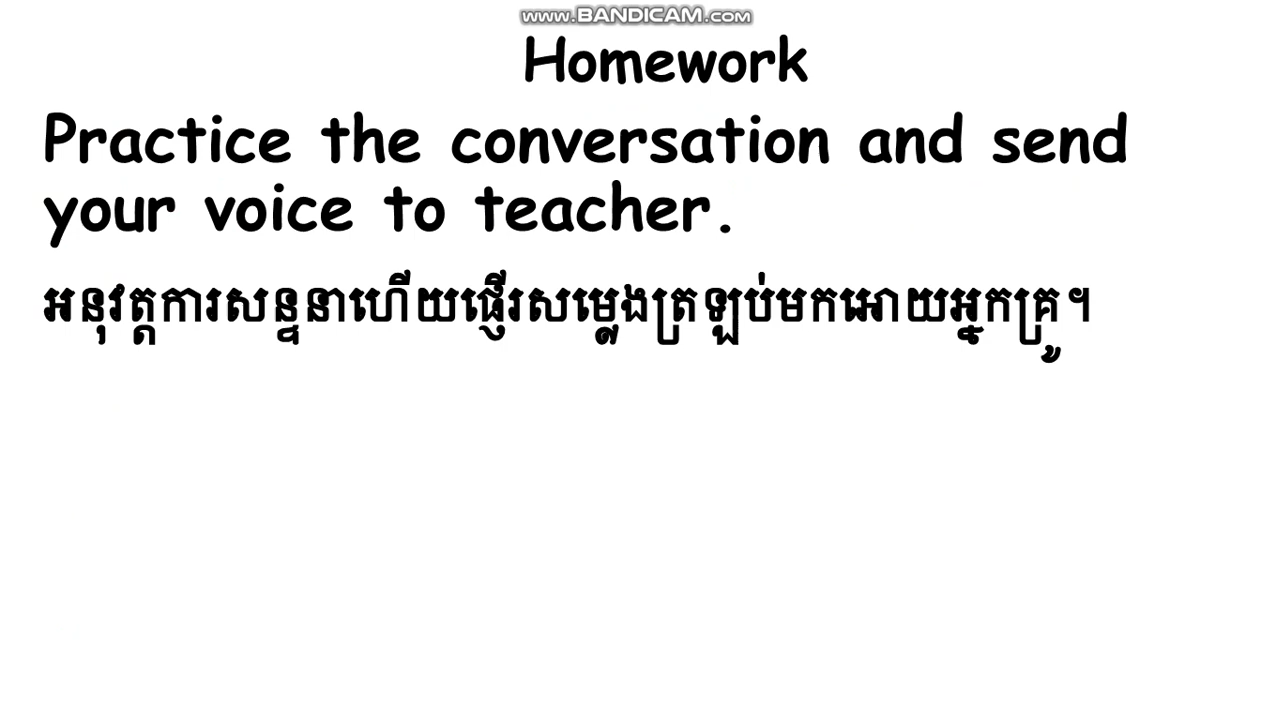 www.BANDICAM.com
Homework
Practice the conversation and send
your voice to teacher.
អនុវត្តការសន្ទនាហើយផ្ញើរសម្លេងត្រឡប់មកអោយអ្នកគ្រូ។